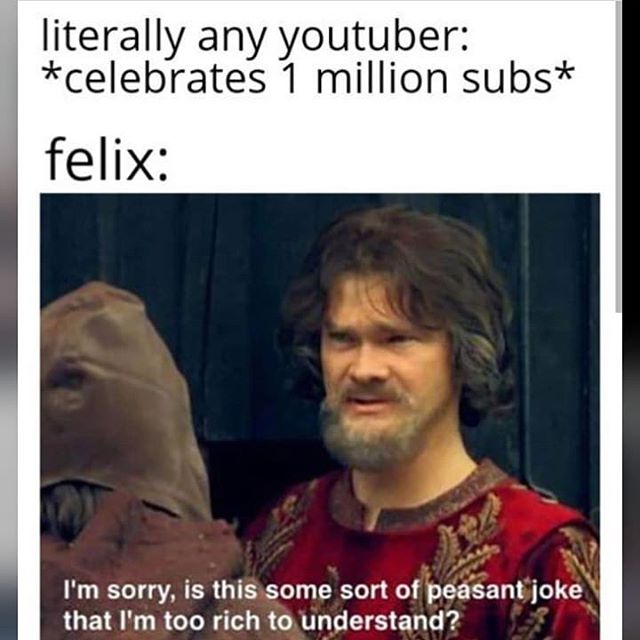 literally any youtuber:
*celebrates 1 million subs*
felix:
I'm sorry, is this some sort of peasant joke
that I'm too rich to understand?